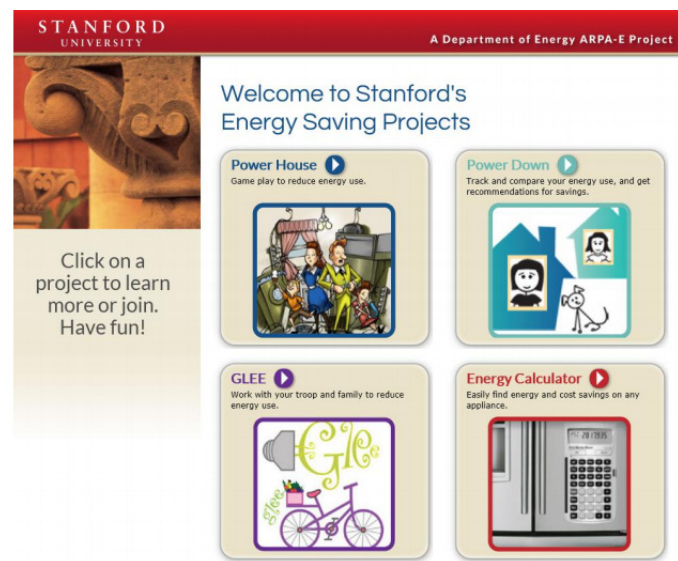 STANFORD
UNIVERSITY
A Department of Energy ARPA-E Project
Welcome to Stanford's
Energy Saving Projects
Click on a
project to learn
more or join.
Have fun!
Power House
Game play to reduce energy use.
Power Down
Track and compare your energy use, and get
recommendations for savings.
GLEE
Work with your troop and family to reduce
energy use.
Glee
glee
Energy Calculator
Easily find energy and cost savings on any
appliance.